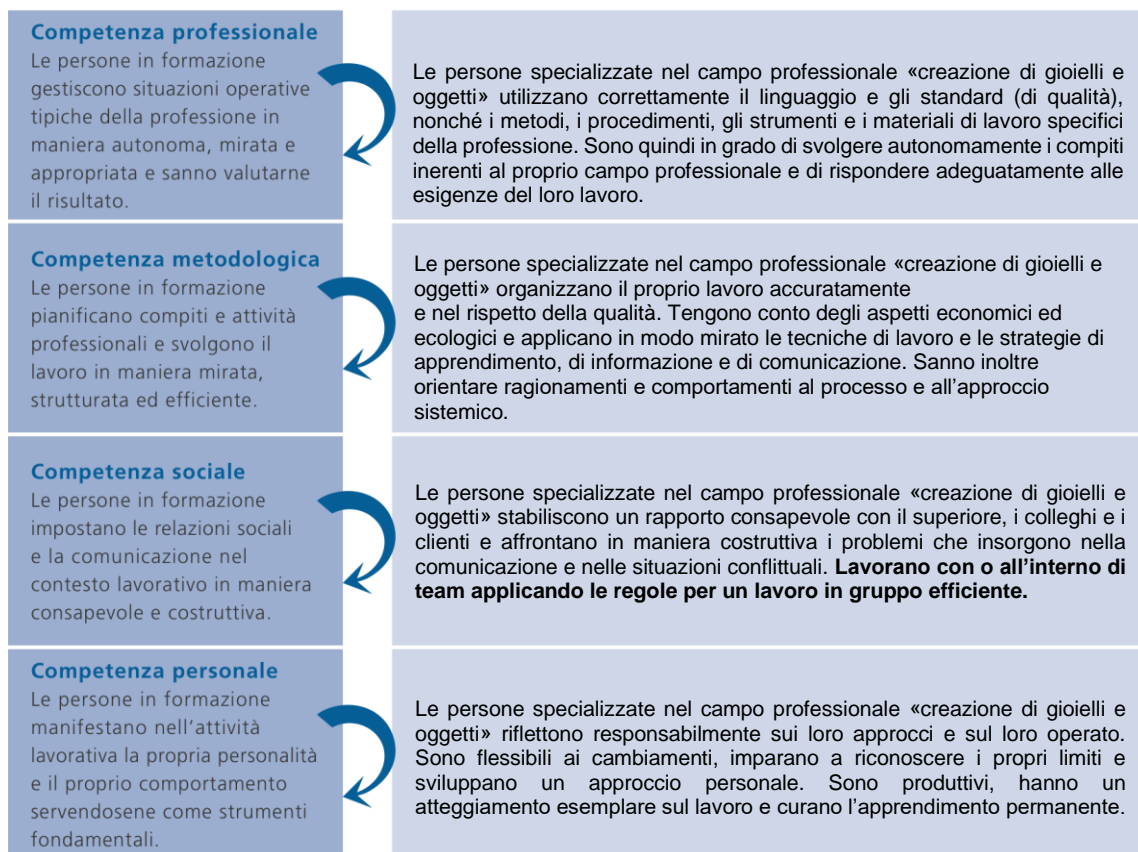 Competenza professionale
Le persone in formazione
gestiscono situazioni operative
tipiche della professione in
maniera autonoma, mirata e
appropriata e sanno valutarne
il risultato.
Le persone specializzate nel campo professionale «creazione di gioielli e
oggetti» utilizzano correttamente il linguaggio e gli standard (di qualità),
nonché i metodi, i procedimenti, gli strumenti e i materiali di lavoro specifici
della professione. Sono quindi in grado di svolgere autonomamente i compiti
inerenti al proprio campo professionale e di rispondere adeguatamente alle
esigenze del loro lavoro.
Competenza metodologica
Le persone in formazione
pianificano compiti e attività
professionali e svolgono il
lavoro in maniera mirata,
strutturata ed efficiente.
Le persone specializzate nel campo professionale «creazione di gioielli e
oggetti» organizzano il proprio lavoro accuratamente
e nel rispetto della qualità. Tengono conto degli aspetti economici ed
ecologici e applicano in modo mirato le tecniche di lavoro e le strategie di
apprendimento, di informazione e di comunicazione. Sanno inoltre
orientare ragionamenti e comportamenti al processo e all’approccio
sistemico.
Competenza sociale
Le persone in formazione
impostano le relazioni sociali
e la comunicazione nel
contesto lavorativo in maniera
consapevole e costruttiva.
Le persone specializzate nel campo professionale «creazione di gioielli e
oggetti» stabiliscono un rapporto consapevole con il superiore, i colleghi e i
clienti e affrontano in maniera costruttiva i problemi che insorgono nella
comunicazione e nelle situazioni conflittuali. Lavorano con o all’interno di
team applicando le regole per un lavoro in gruppo efficiente.
Competenza personale
Le persone in formazione
manifestano nell’attività
lavorativa la propria personalità
e il proprio comportamento
servendosene come strumenti
fondamentali.
Le persone specializzate nel campo professionale «creazione di gioielli e
oggetti» riflettono responsabilmente sui loro approcci e sul loro operato.
Sono flessibili ai cambiamenti, imparano a riconoscere i propri limiti e
sviluppano un approccio personale. Sono produttivi, hanno un
atteggiamento esemplare sul lavoro e curano l’apprendimento permanente.